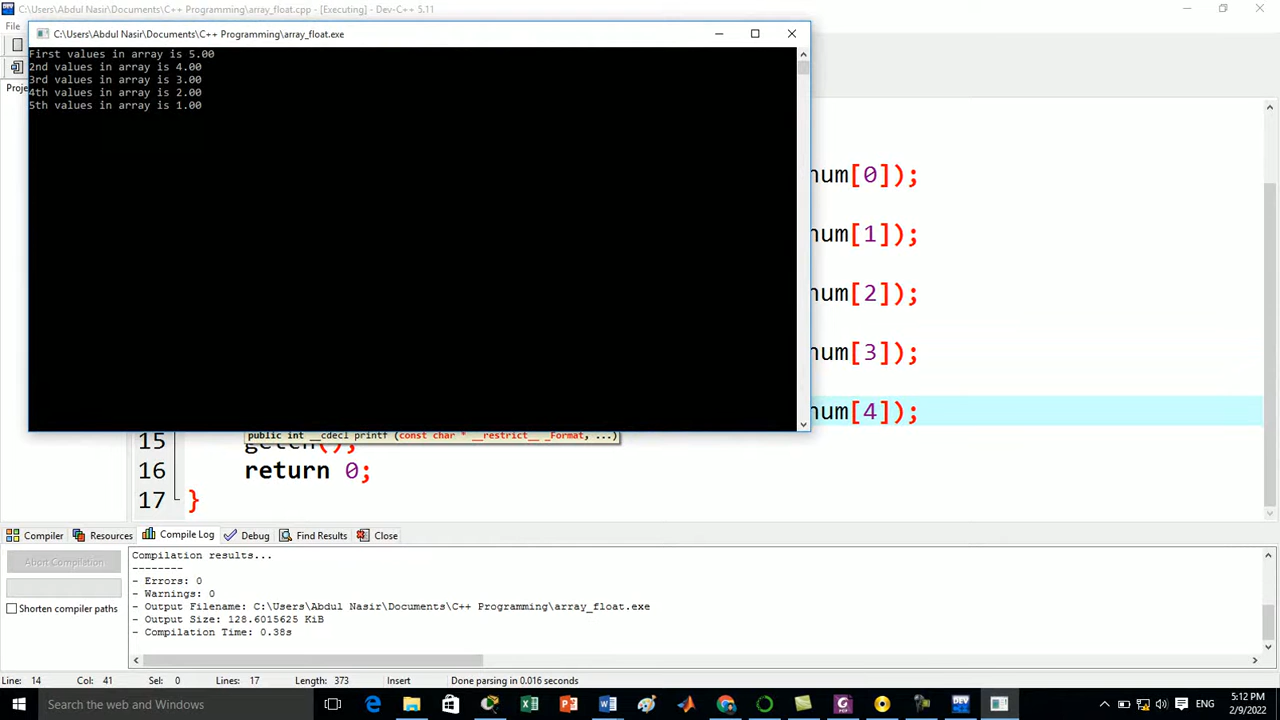 C:\Users\Abdul Nasir\Documents\C++ Programming\array_float.cpp - [Executing] - Dev-C++ 5.11
File
C:\Users\Abdul Nasir\Documents\C++ Programming\array_float.exe
First values in array is 5.00
2nd values in array is 4.00
3rd values in array is 3.00
4th values in array is 2.00
5th values in array is 1.00
Proje
num[0]);
num[1]);
num[2]);
num[3]);
num[4]);
public int __cdecl printf (const char * __restrict__ _Format, ...)
15 getch();
16 return 0;
17 }
Compiler Resources Compile Log Debug Find Results Close
Abort Compilation
Shorten compiler paths
Compilation results...
--------
- Errors: 0
- Warnings: 0
- Output Filename: C:\Users\Abdul Nasir\Documents\C++ Programming\array_float.exe
- Output Size: 128.6015625 KiB
- Compilation Time: 0.38s
Line: 14 Col: 41 Sel: 0 Lines: 17 Length: 373 Insert Done parsing in 0.016 seconds
Search the web and Windows
ENG
5:12 PM
2/9/2022